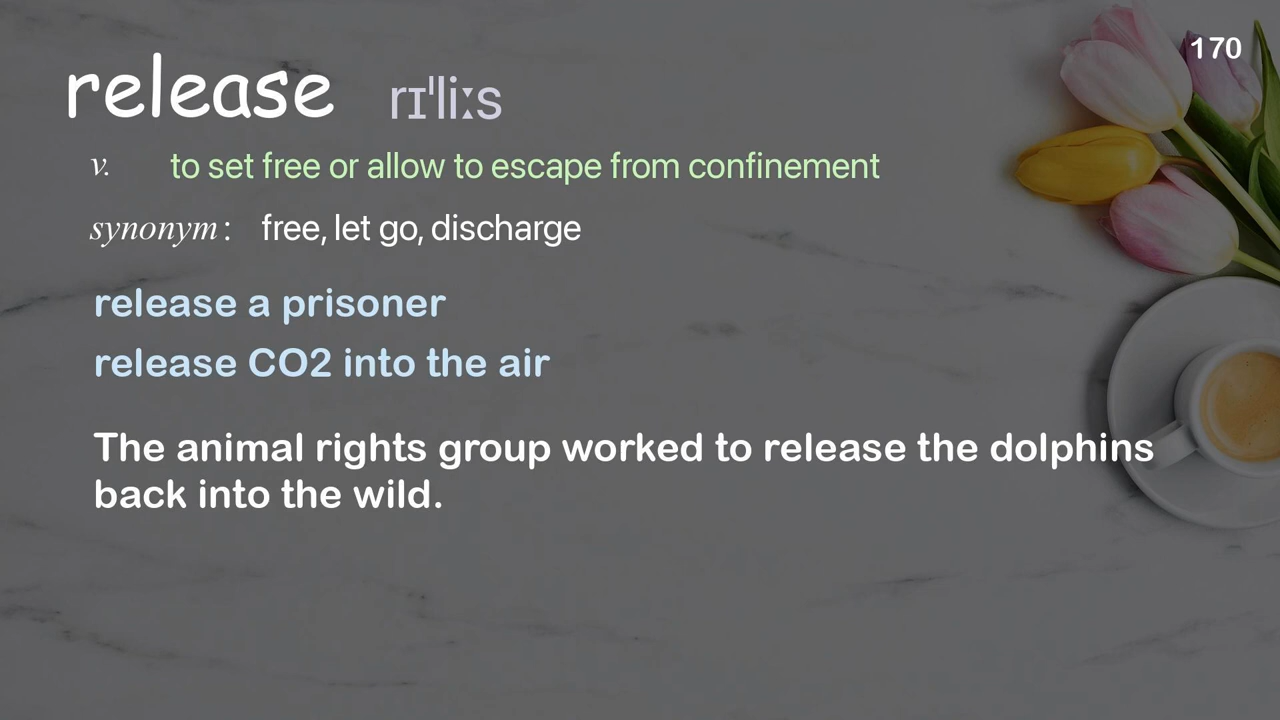 170
release rɪˈliːs
v. to set free or allow to escape from confinement
synonym: free, let go, discharge
release a prisoner
release CO2 into the air
The animal rights group worked to release the dolphins
back into the wild.